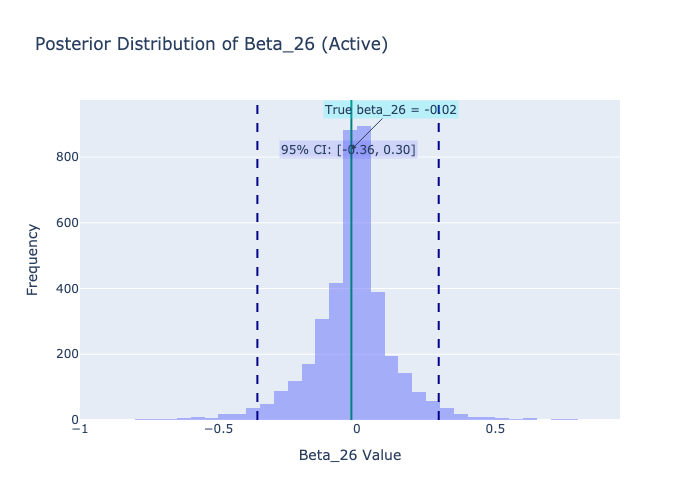 Posterior Distribution of Beta_26 (Active)
True beta_26 = -0.02
95% CI: [-0.36, 0.30]
Frequency
800
600
400
200
0
−1
−0.5
0
0.5
Beta_26 Value